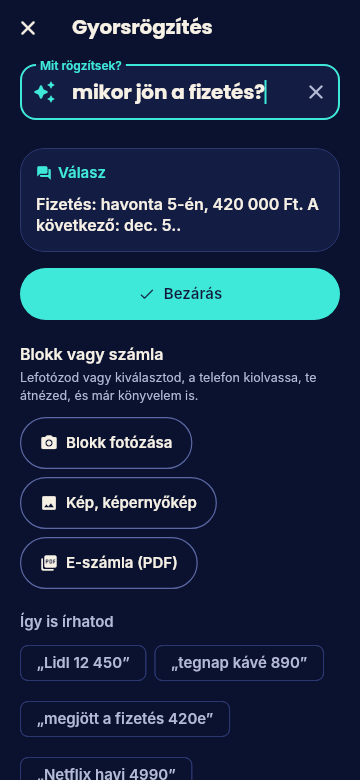 Gyorsrögzítés
Mit rögzítsek?
mikor jön a fizetés?
Válasz
Fizetés: havonta 5-én, 420 000 Ft. A
következő: dec. 5..
Bezárás
Blokk vagy számla
Lefotózod vagy kiválasztod, a telefon kiolvassa, te
átnézed, és már könyvelem is.
Blokk fotózása
Kép, képernyőkép
E-számla (PDF)
Így is írhatod
„Lidl 12 450”
„tegnap kávé 890”
„megjött a fizetés 420e”
„Netflix havi 4990”